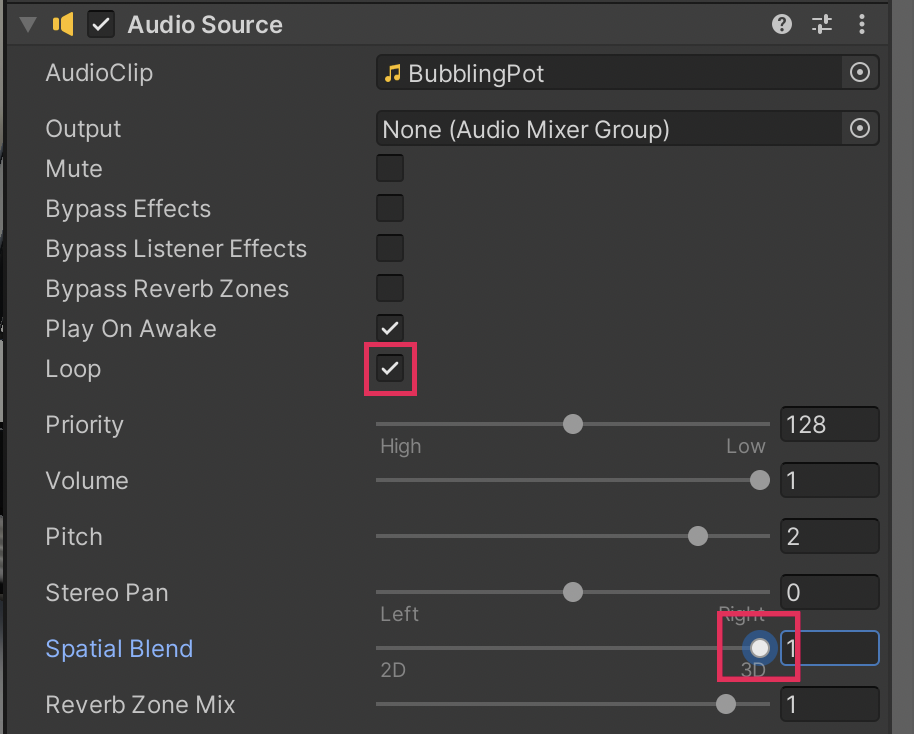 Audio Source
AudioClip BubblingPot
Output None (Audio Mixer Group)
Mute
Bypass Effects
Bypass Listener Effects
Bypass Reverb Zones
Play On Awake
Loop
Priority 128
High Low
Volume 1
Pitch 2
Stereo Pan 0
Left Right
Spatial Blend 1
2D 3D
Reverb Zone Mix 1